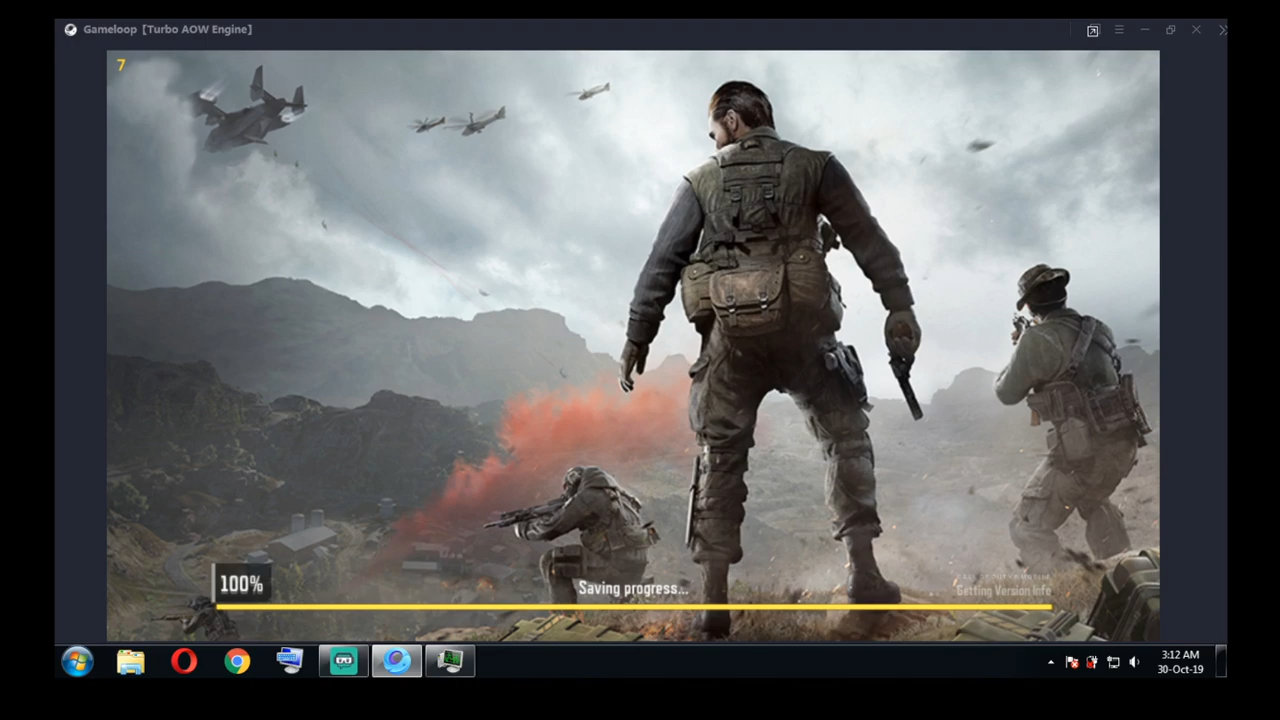 Gameloop [Turbo AOW Engine]
7
100%
Saving progress...
Getting Version Info
3:12 AM
30-Oct-19